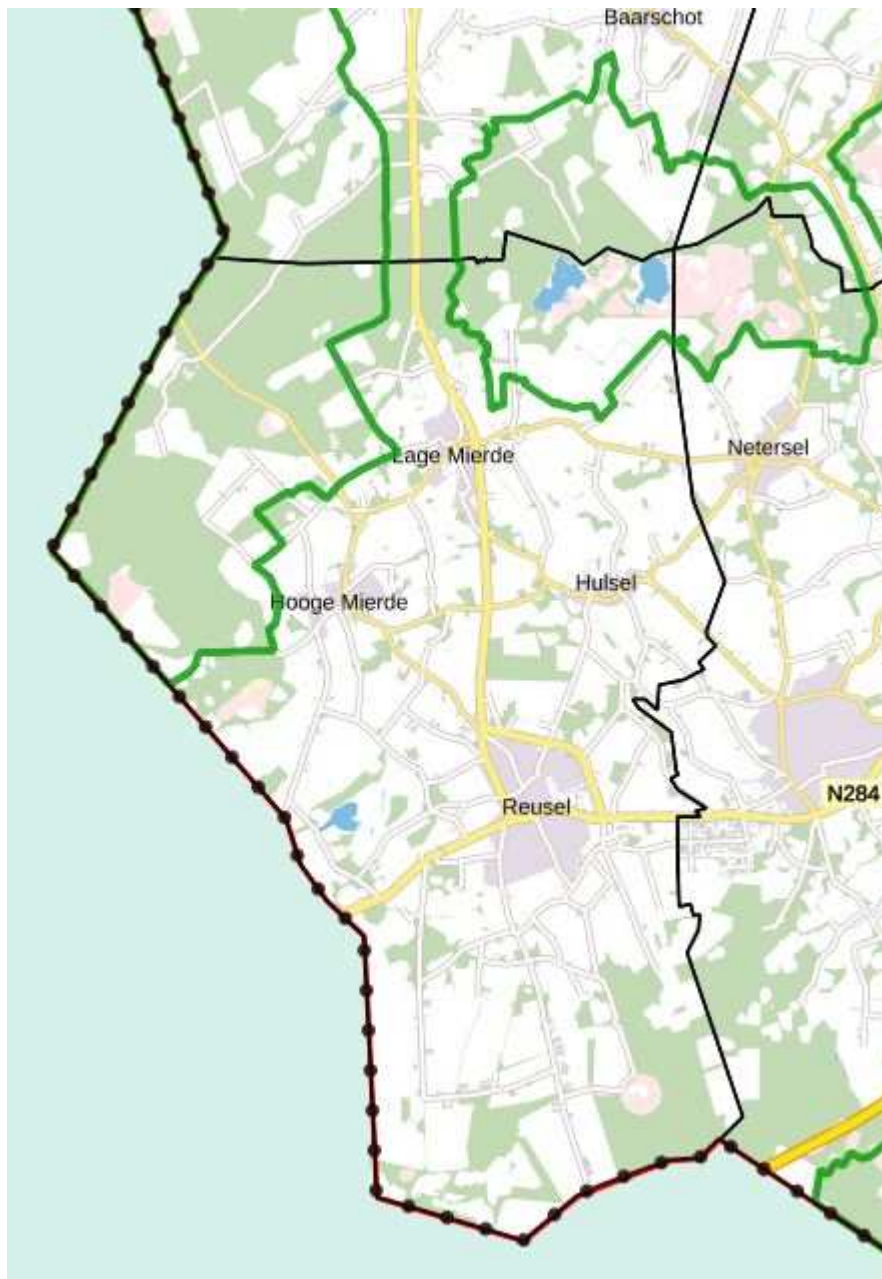 Baarschot
Lage Mierde
Netersel
Hulsel
Hooge Mierde
N284
Reusel